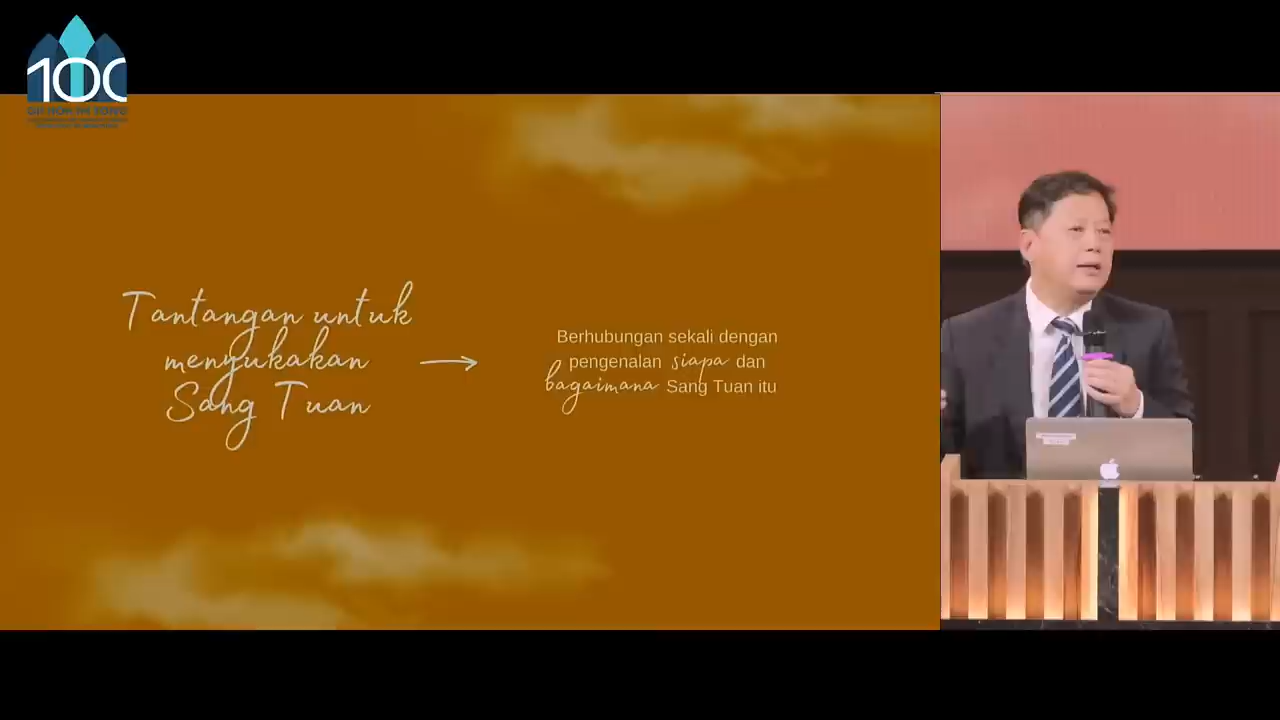 100
Tantangan untuk
menyukakan
Sang Tuan
Berhubungan sekali dengan
pengenalan siapa dan
bagaimana Sang Tuan itu